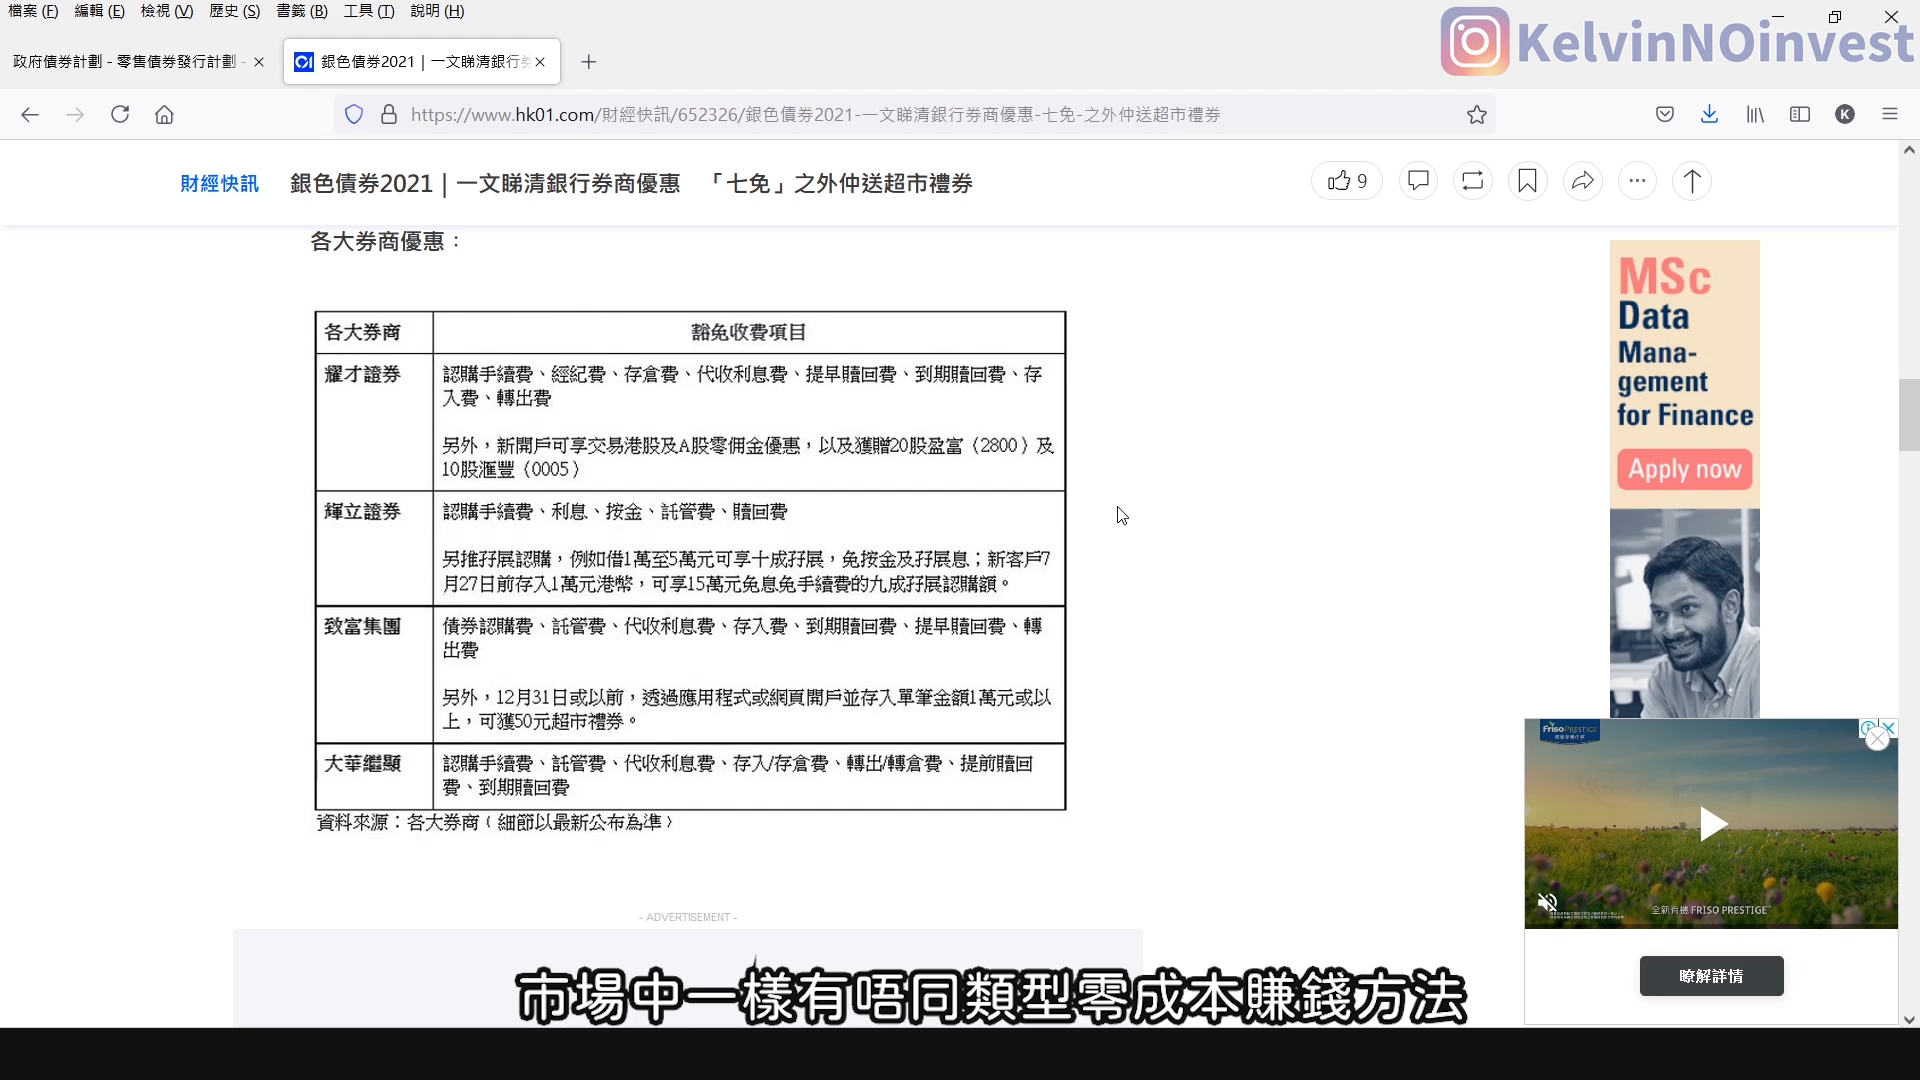 檔案 (F) 編輯 (E) 檢視 (V) 歷史 (S) 書籤 (B) 工具 (T) 說明 (H)
KelvinNOinvest
政府債券計劃 - 零售債券發行計劃 -
銀色債券2021｜一文睇清銀行券
https://www.hk01.com/財經快訊/652326/銀色債券2021-一文睇清銀行券商優惠-七免-之外仲送超市禮券
K
財經快訊 銀色債券2021｜一文睇清銀行券商優惠 「七免」之外仲送超市禮券
9
各大券商優惠：
各大券商 豁免收費項目
耀才證券 認購手續費、經紀費、存倉費、代收利息費、提早贖回費、到期贖回費、存
入費、轉出費
另外，新開戶可享交易港股及A股零佣金優惠，以及獲贈20股盈富（2800）及
10股滙豐（0005）
輝立證券 認購手續費、利息、按金、託管費、贖回費
另推孖展認購，例如借1萬至5萬元可享十成孖展，免按金及孖展息；新客戶7
月27日前存入1萬元港幣，可享15萬元免息免手續費的九成孖展認購額。
致富集團 債券認購費、託管費、代收利息費、存入費、到期贖回費、提早贖回費、轉
出費
另外，12月31日或以前，透過應用程式或網頁開戶並存入單筆金額1萬元或以
上，可獲50元超市禮券。
大華繼顯 認購手續費、託管費、代收利息費、存入/存倉費、轉出/轉倉費、提前贖回
費、到期贖回費
資料來源：各大券商（細節以最新公布為準）
MSc
Data
Mana-
gement
for Finance
Apply now
Friso PRESTIGE
全新有機 FRISO PRESTIGE
瞭解詳情
- ADVERTISEMENT -
市場中一樣有唔同類型零成本賺錢方法